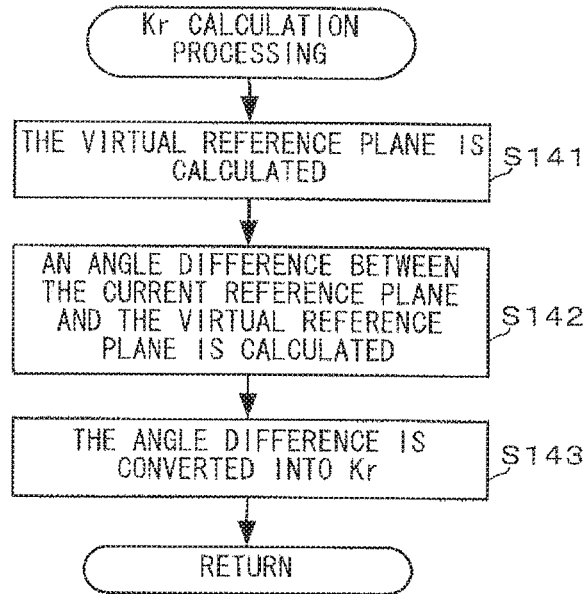 Kr CALCULATION
PROCESSING
THE VIRTUAL REFERENCE PLANE IS
CALCULATED
S141
AN ANGLE DIFFERENCE BETWEEN
THE CURRENT REFERENCE PLANE
AND THE VIRTUAL REFERENCE
PLANE IS CALCULATED
S142
THE ANGLE DIFFERENCE IS
CONVERTED INTO Kr
S143
RETURN